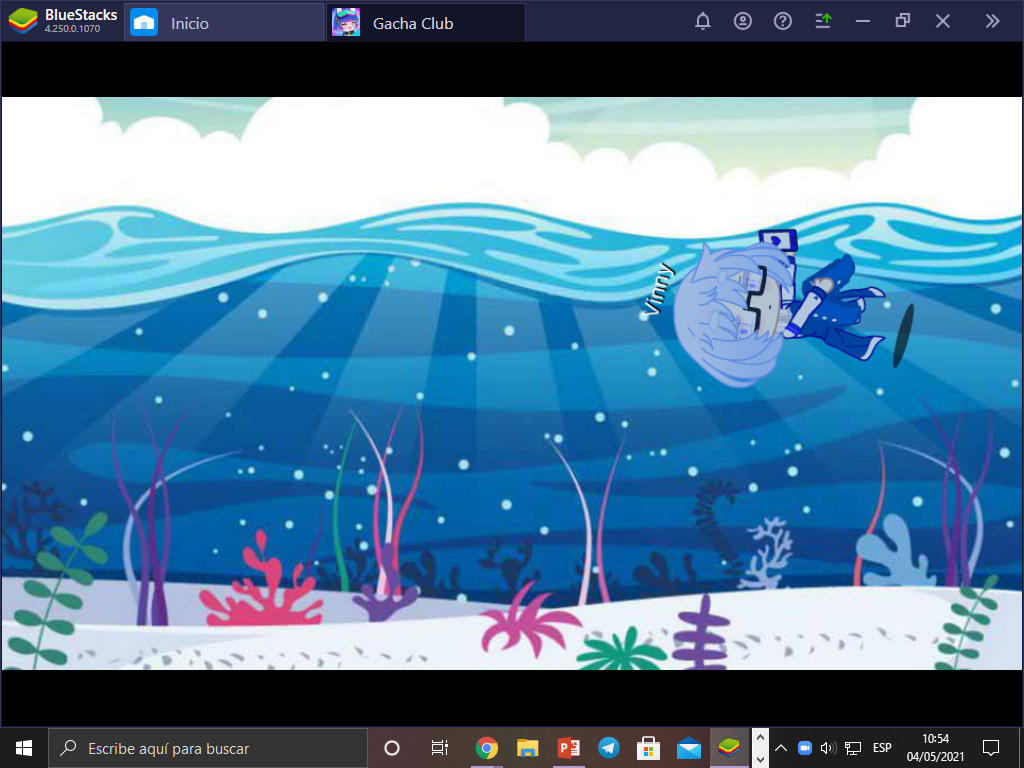 BlueStacks
4.250.0.1070
Inicio
Gacha Club
Vinny
Escribe aquí para buscar
ESP
10:54
04/05/2021